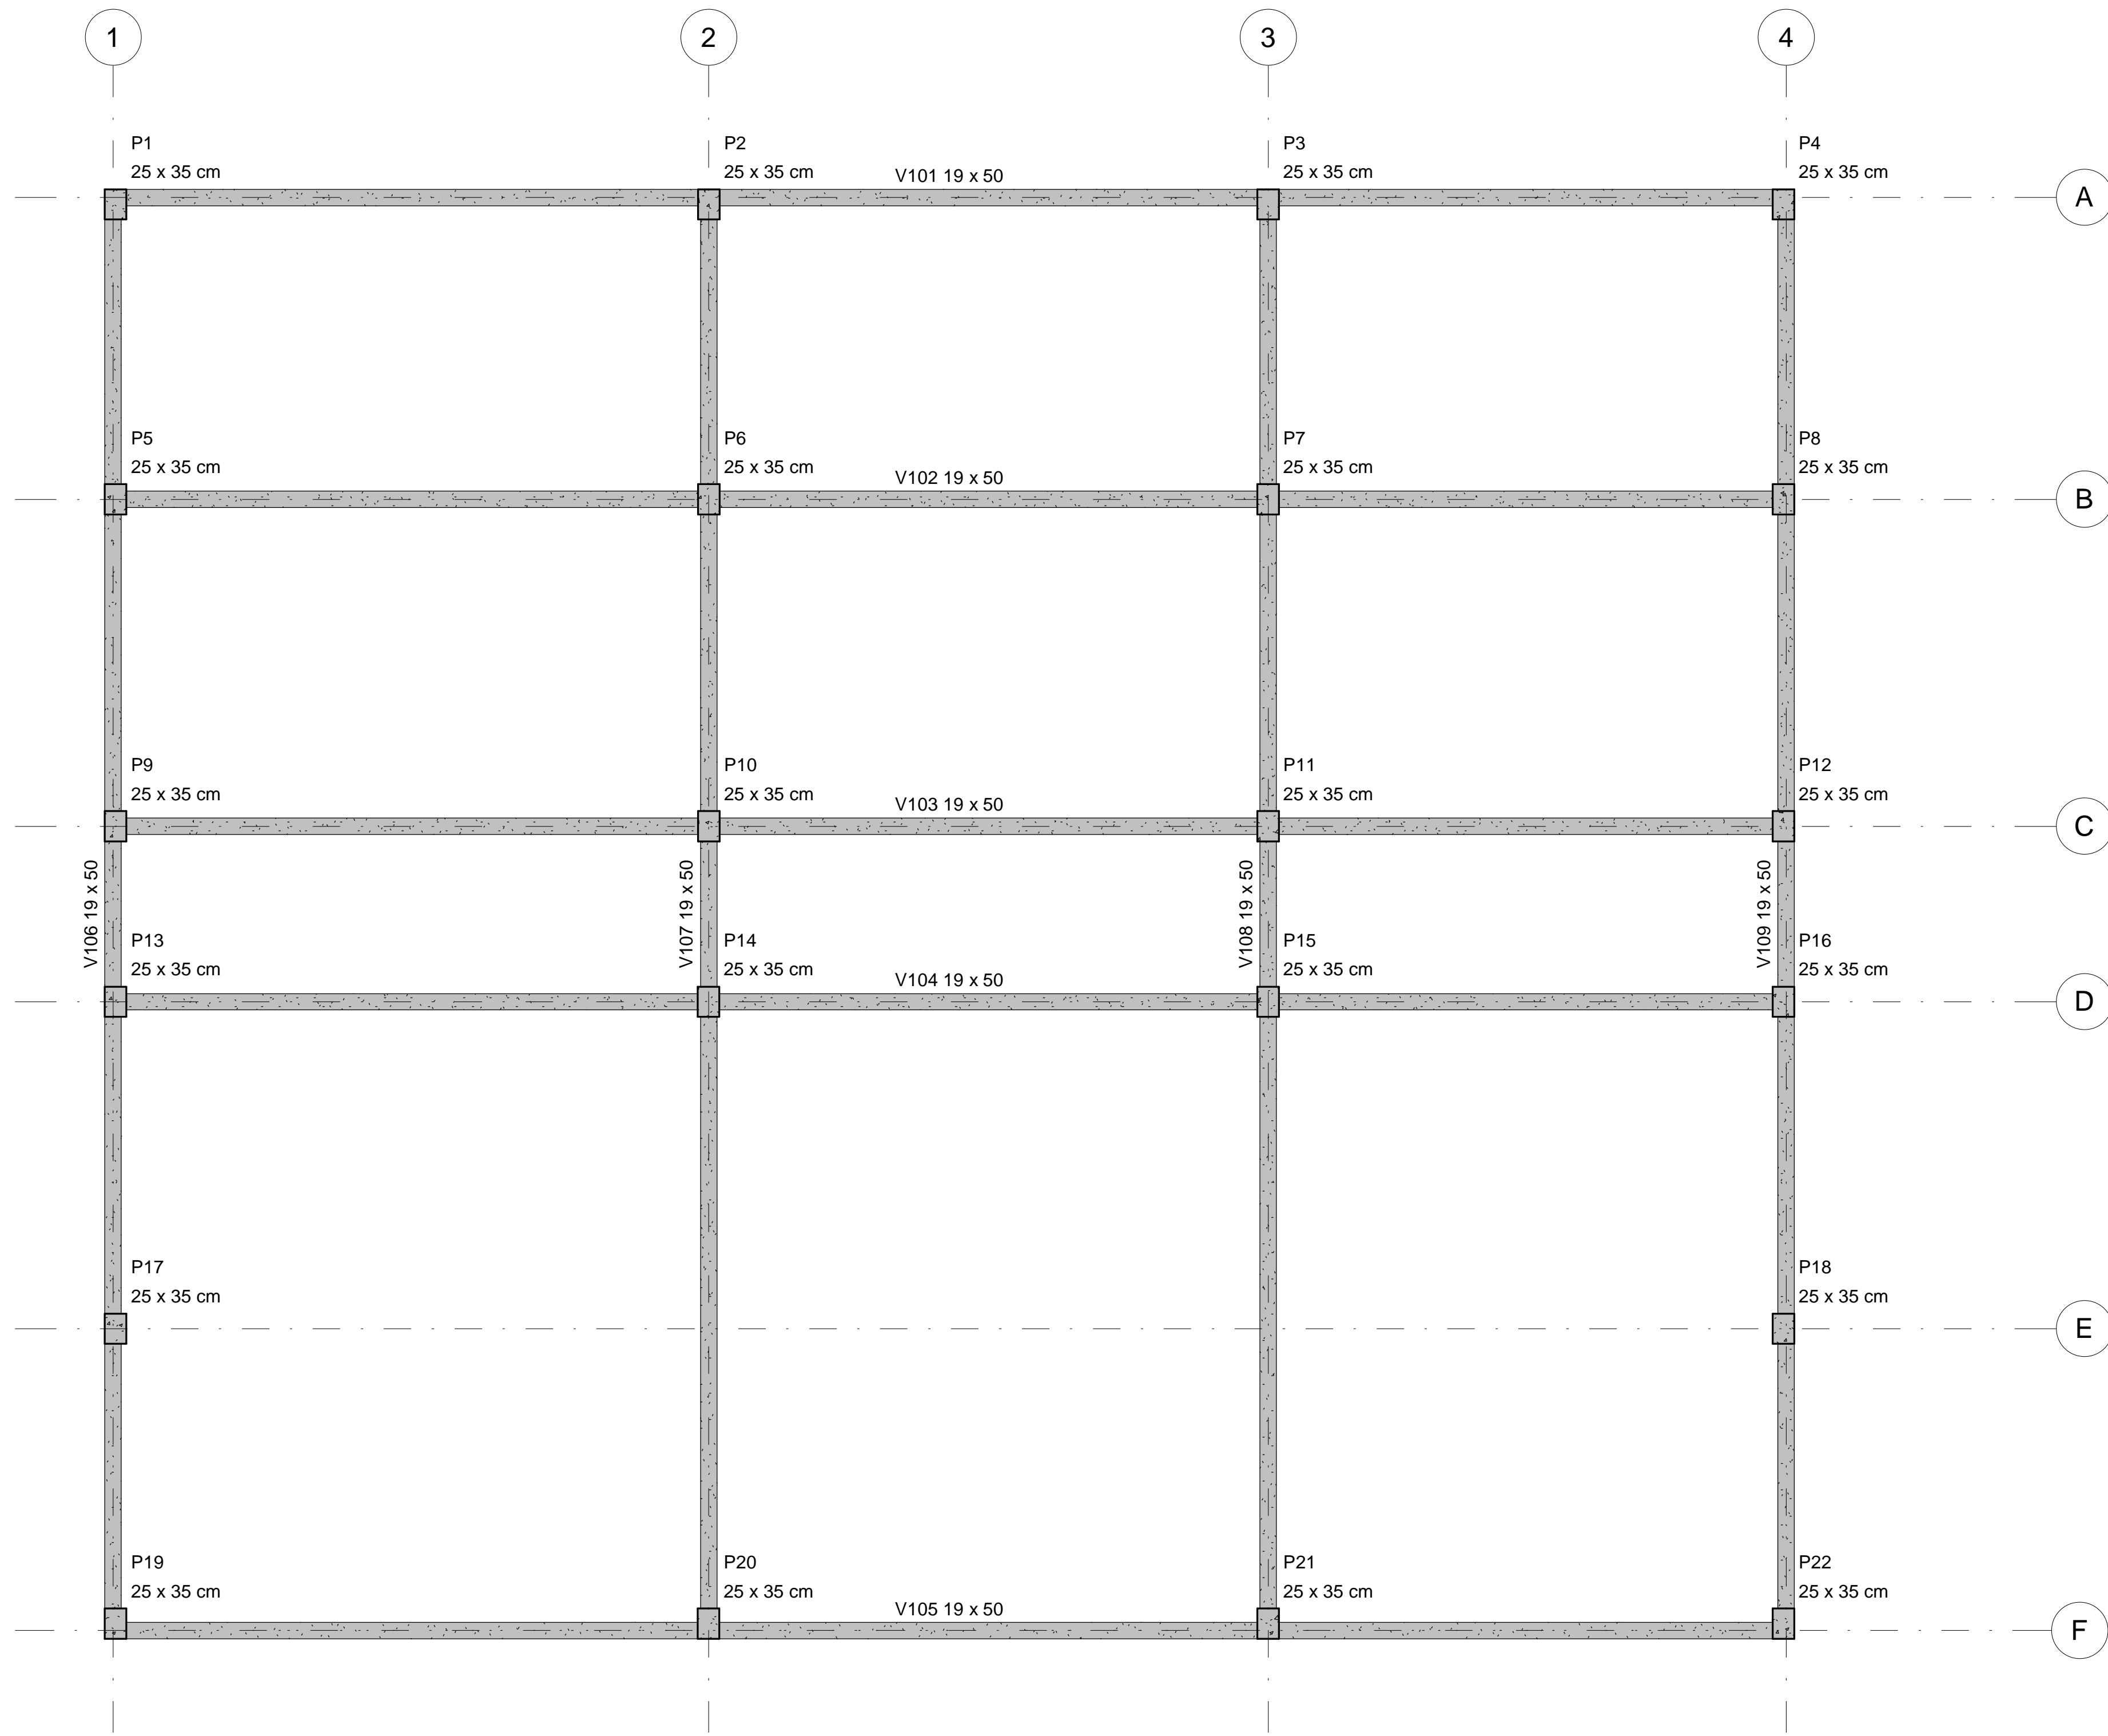 1
2
3
4
P1
25 x 35 cm
P2
25 x 35 cm
V101 19 x 50
P3
25 x 35 cm
P4
25 x 35 cm
A
P5
25 x 35 cm
P6
25 x 35 cm
V102 19 x 50
P7
25 x 35 cm
P8
25 x 35 cm
B
P9
25 x 35 cm
P10
25 x 35 cm
V103 19 x 50
P11
25 x 35 cm
P12
25 x 35 cm
C
V106 19 x 50
V107 19 x 50
V108 19 x 50
V109 19 x 50
P13
25 x 35 cm
P14
25 x 35 cm
V104 19 x 50
P15
25 x 35 cm
P16
25 x 35 cm
D
P17
25 x 35 cm
P18
25 x 35 cm
E
P19
25 x 35 cm
P20
25 x 35 cm
V105 19 x 50
P21
25 x 35 cm
P22
25 x 35 cm
F